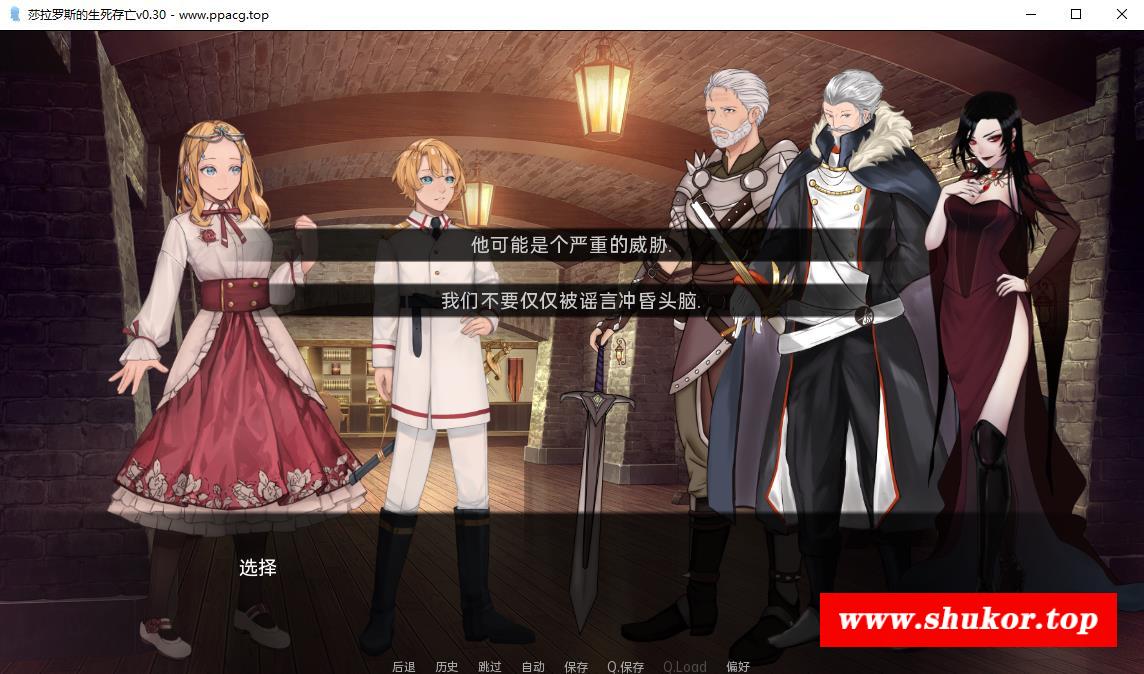 莎拉罗斯的生死存亡v0.30 - www.ppacg.top
他可能是个严重的威胁.
我们不要仅仅被谣言冲昏头脑.
选择
www.shukor.top
后退 历史 跳过 自动 保存 Q.保存 Q.Load 偏好